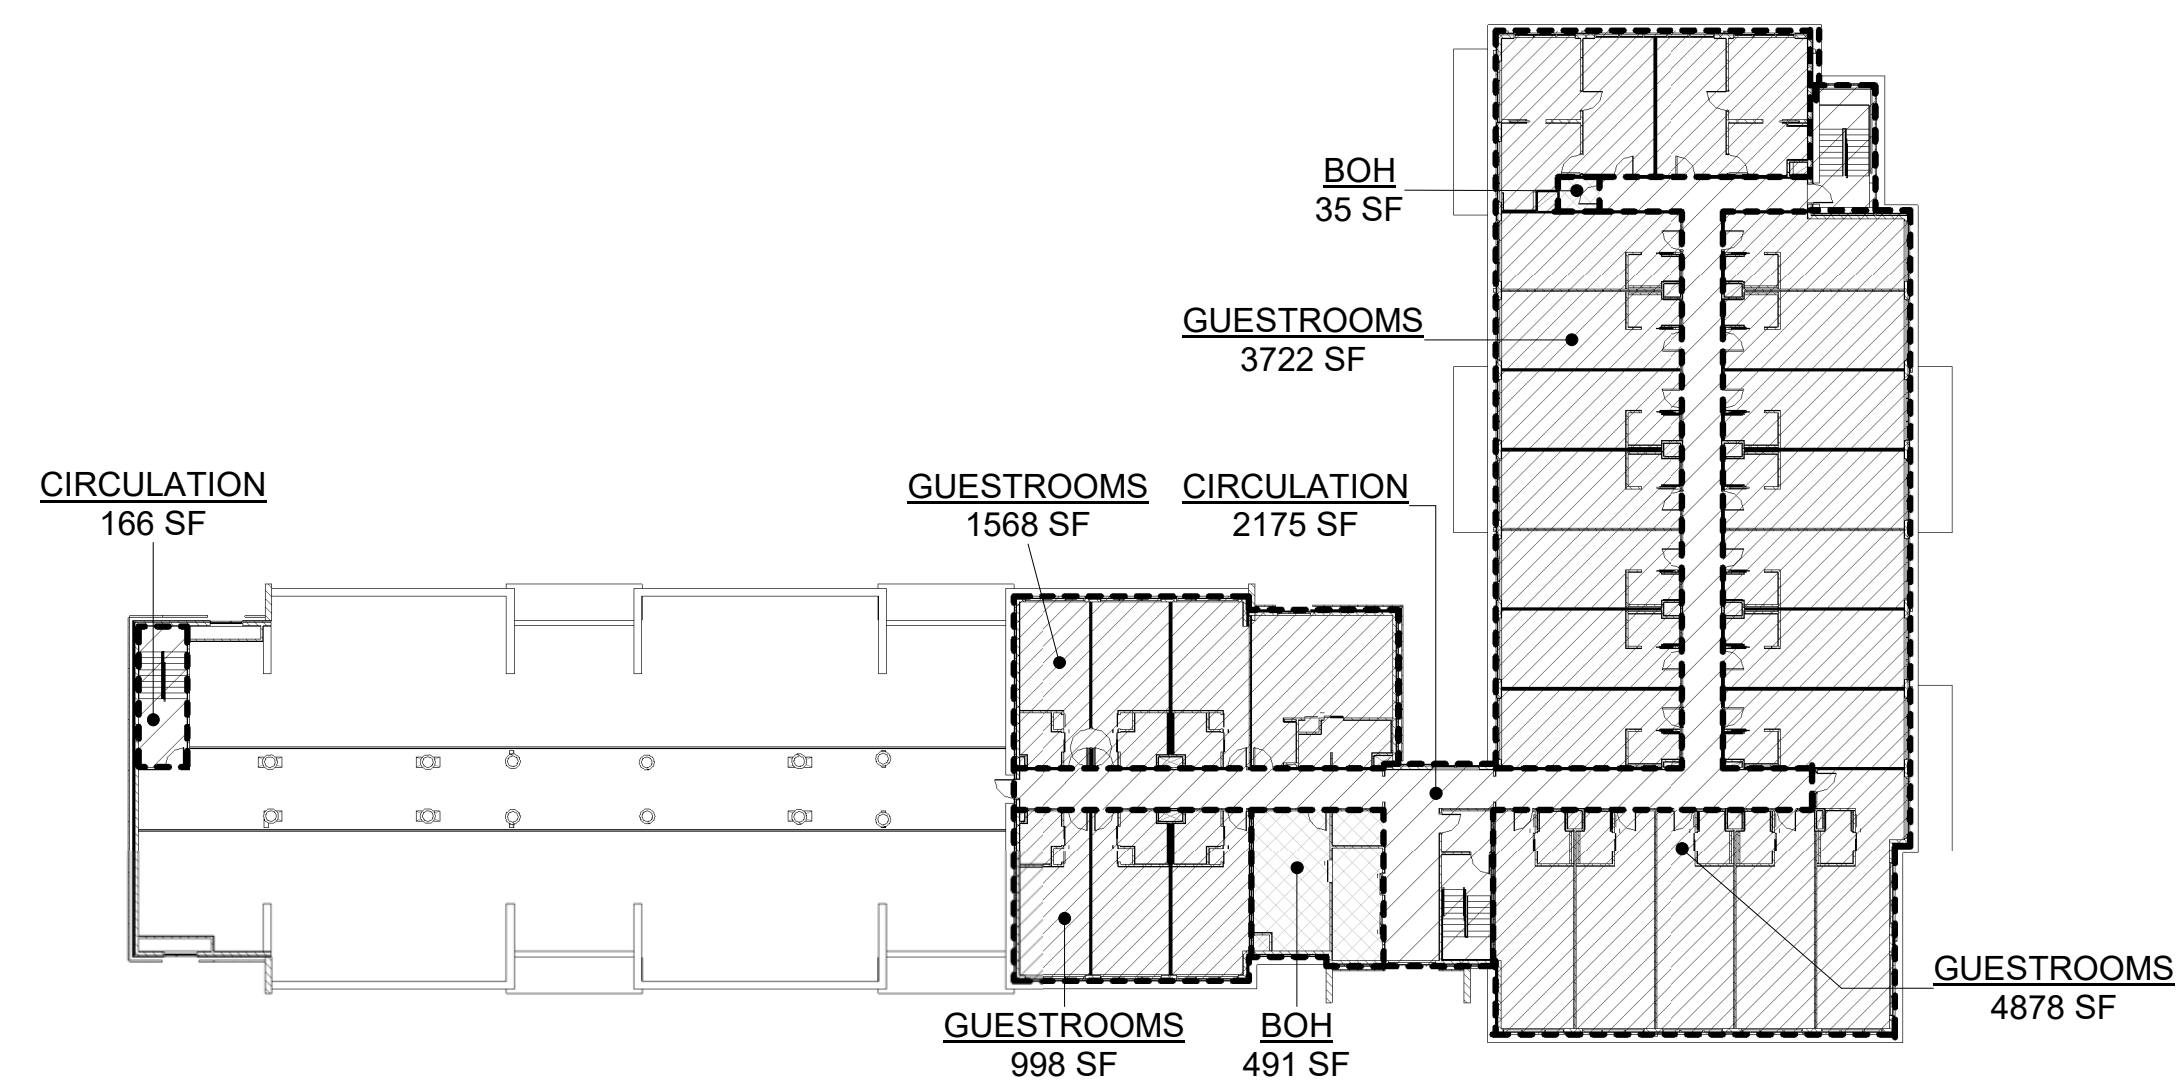 BOH
35 SF
GUESTROOMS
3722 SF
CIRCULATION
166 SF
GUESTROOMS
1568 SF
CIRCULATION
2175 SF
GUESTROOMS
4878 SF
GUESTROOMS
998 SF
BOH
491 SF